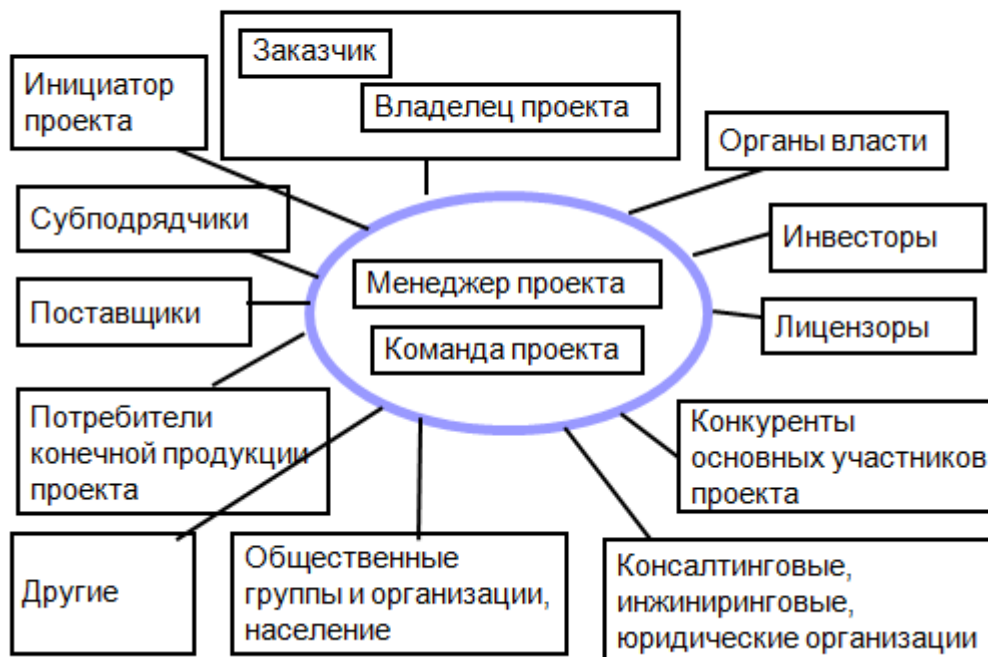 Заказчик
Владелец проекта
Инициатор
проекта
Органы власти
Субподрядчики
Инвесторы
Менеджер проекта
Поставщики
Лицензоры
Команда проекта
Потребители
конечной продукции
проекта
Конкуренты
основных участников
проекта
Другие
Общественные
группы и организации,
население
Консалтинговые,
инжиниринговые,
юридические организации